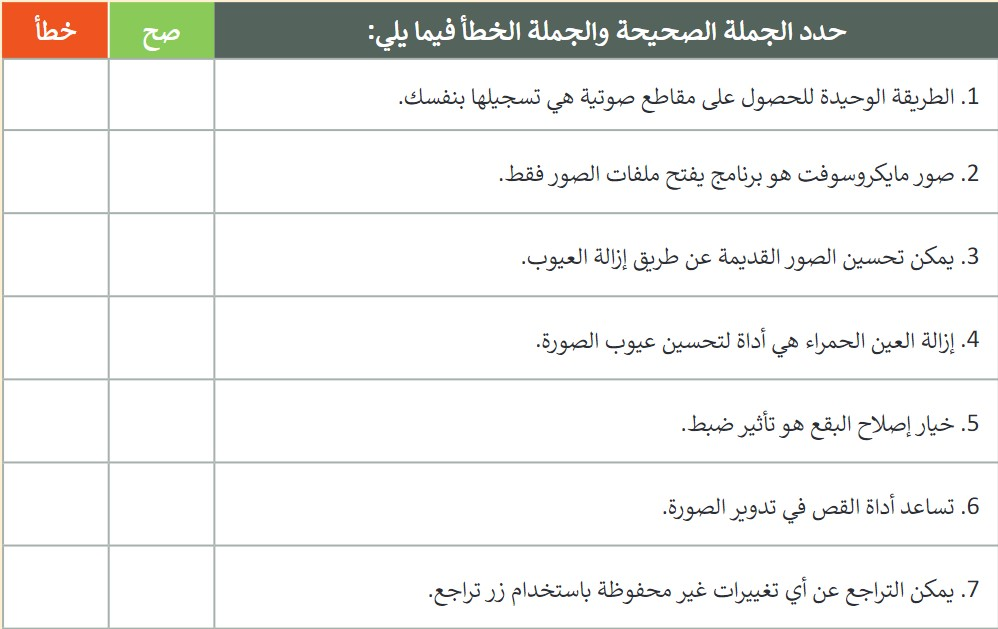 حدد الجملة الصحيحة والجملة الخطأ فيما يلي: صح خطأ
1. الطريقة الوحيدة للحصول على مقاطع صوتية هي تسجيلها بنفسك.
2. صور مايكروسوفت هو برنامج يفتح ملفات الصور فقط.
3. يمكن تحسين الصور القديمة عن طريق إزالة العيوب.
4. إزالة العين الحمراء هي أداة لتحسين عيوب الصورة.
5. خيار إصلاح البقع هو تأثير ضبط.
6. تساعد أداة القص في تدوير الصورة.
7. يمكن التراجع عن أي تغييرات غير محفوظة باستخدام زر تراجع.